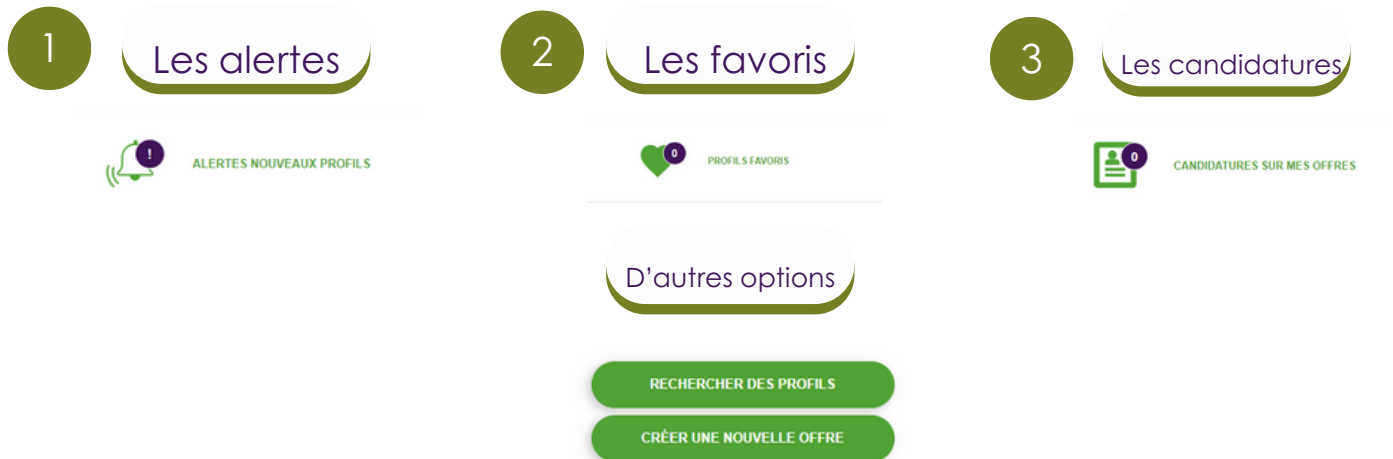 1
Les alertes
!
ALERTES NOUVEAUX PROFILS
2
Les favoris
0
PROFILS FAVORIS
3
Les candidatures
0
CANDIDATURES SUR MES OFFRES
D’autres options
RECHERCHER DES PROFILS
CRÉER UNE NOUVELLE OFFRE